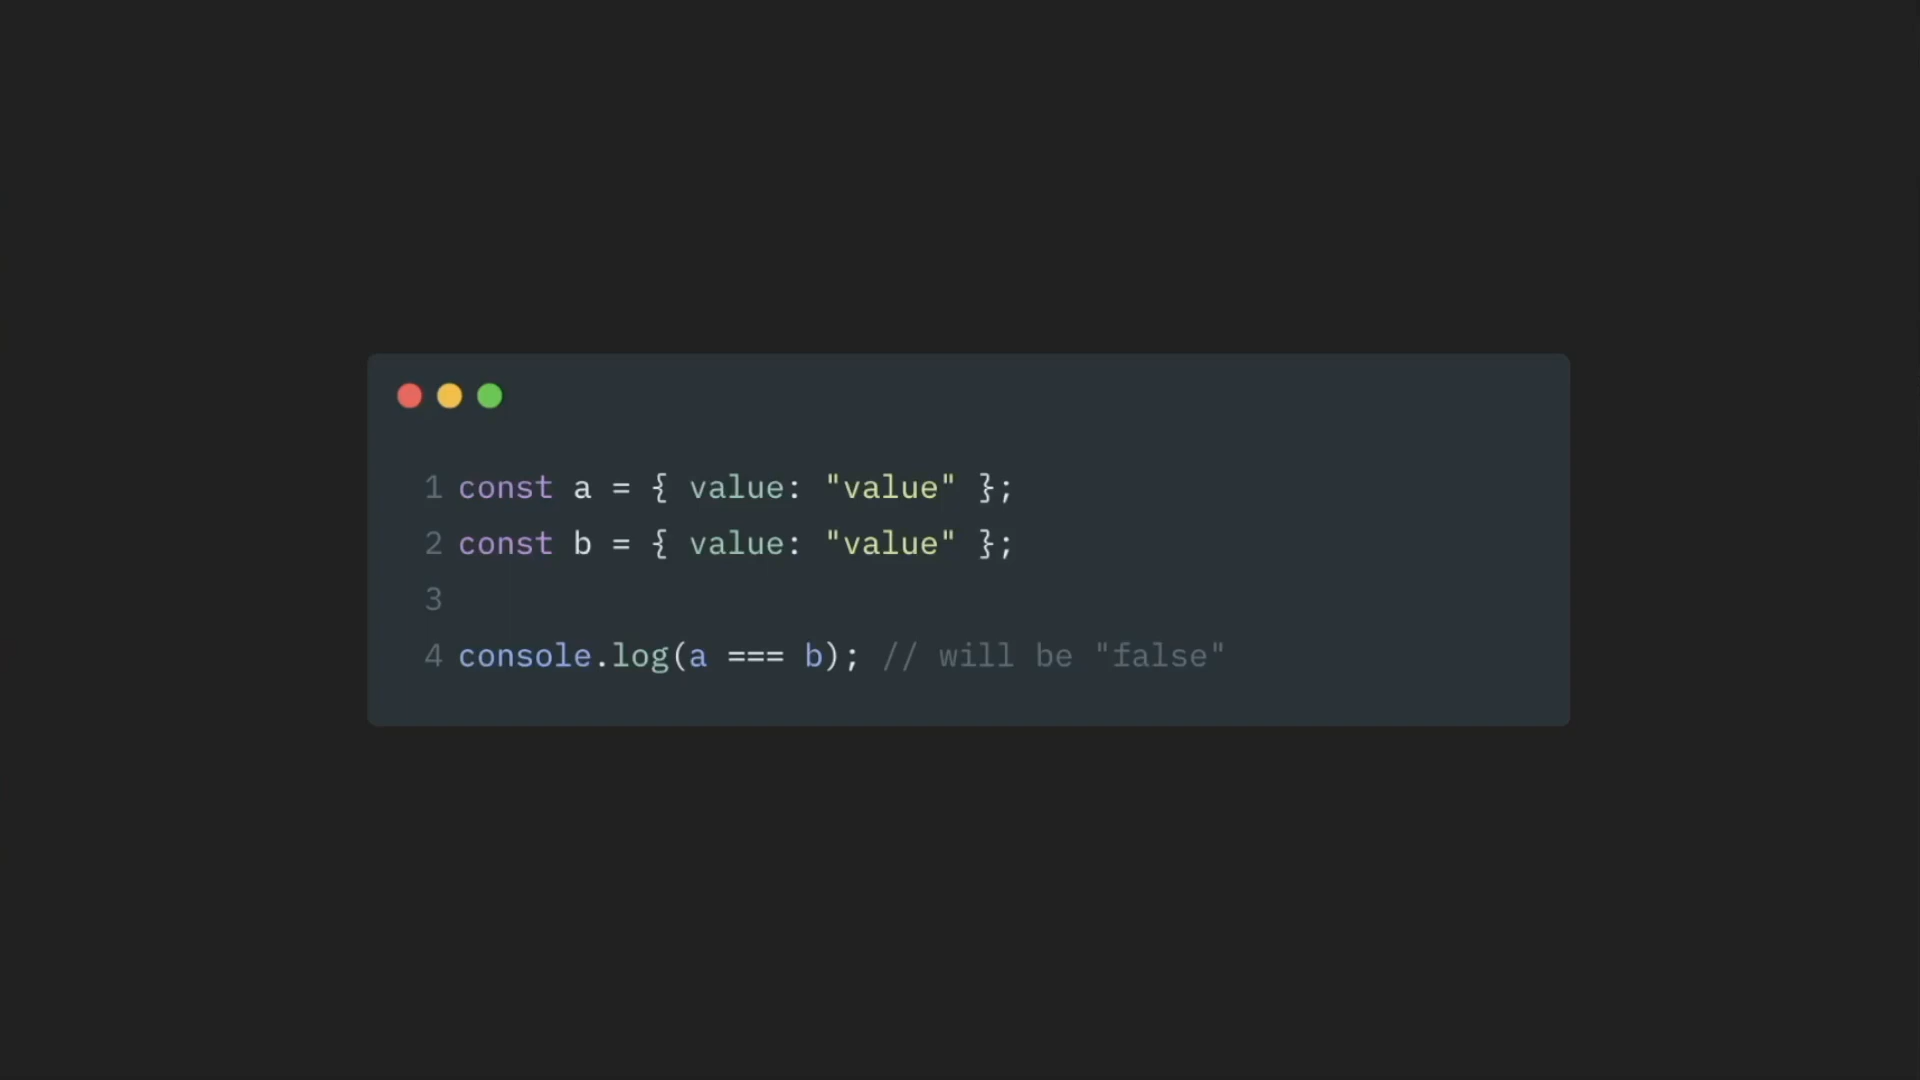 1 const a = { value: "value" };
2 const b = { value: "value" };
3
4 console.log(a === b); // will be "false"